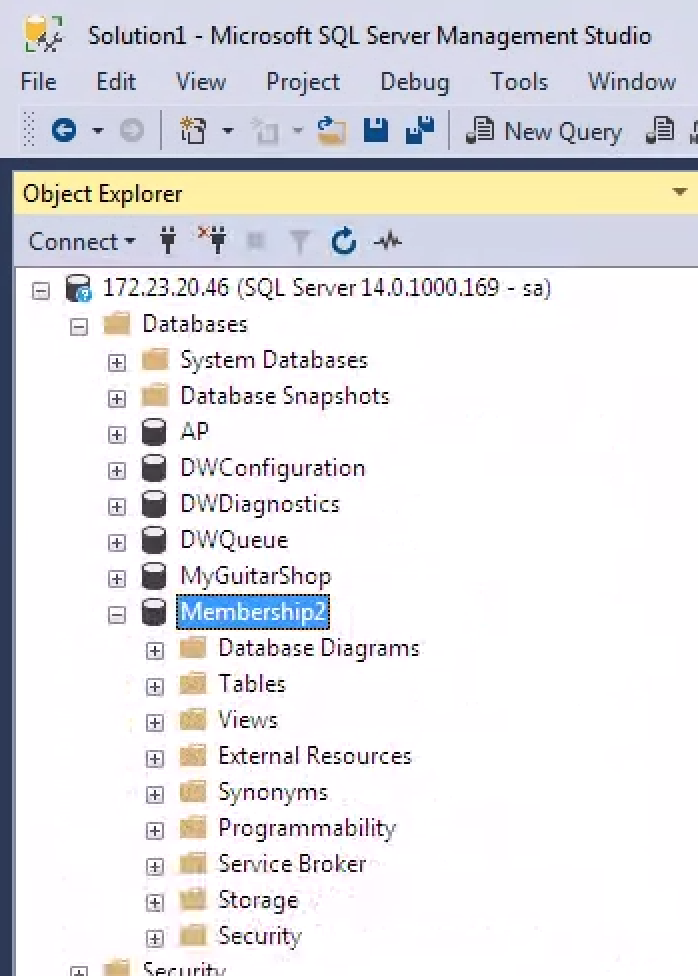 Solution1 - Microsoft SQL Server Management Studio
File Edit View Project Debug Tools Window
New Query
Object Explorer
Connect
172.23.20.46 (SQL Server 14.0.1000.169 - sa)
Databases
System Databases
Database Snapshots
AP
DWConfiguration
DWDiagnostics
DWQueue
MyGuitarShop
Membership2
Database Diagrams
Tables
Views
External Resources
Synonyms
Programmability
Service Broker
Storage
Security
Security